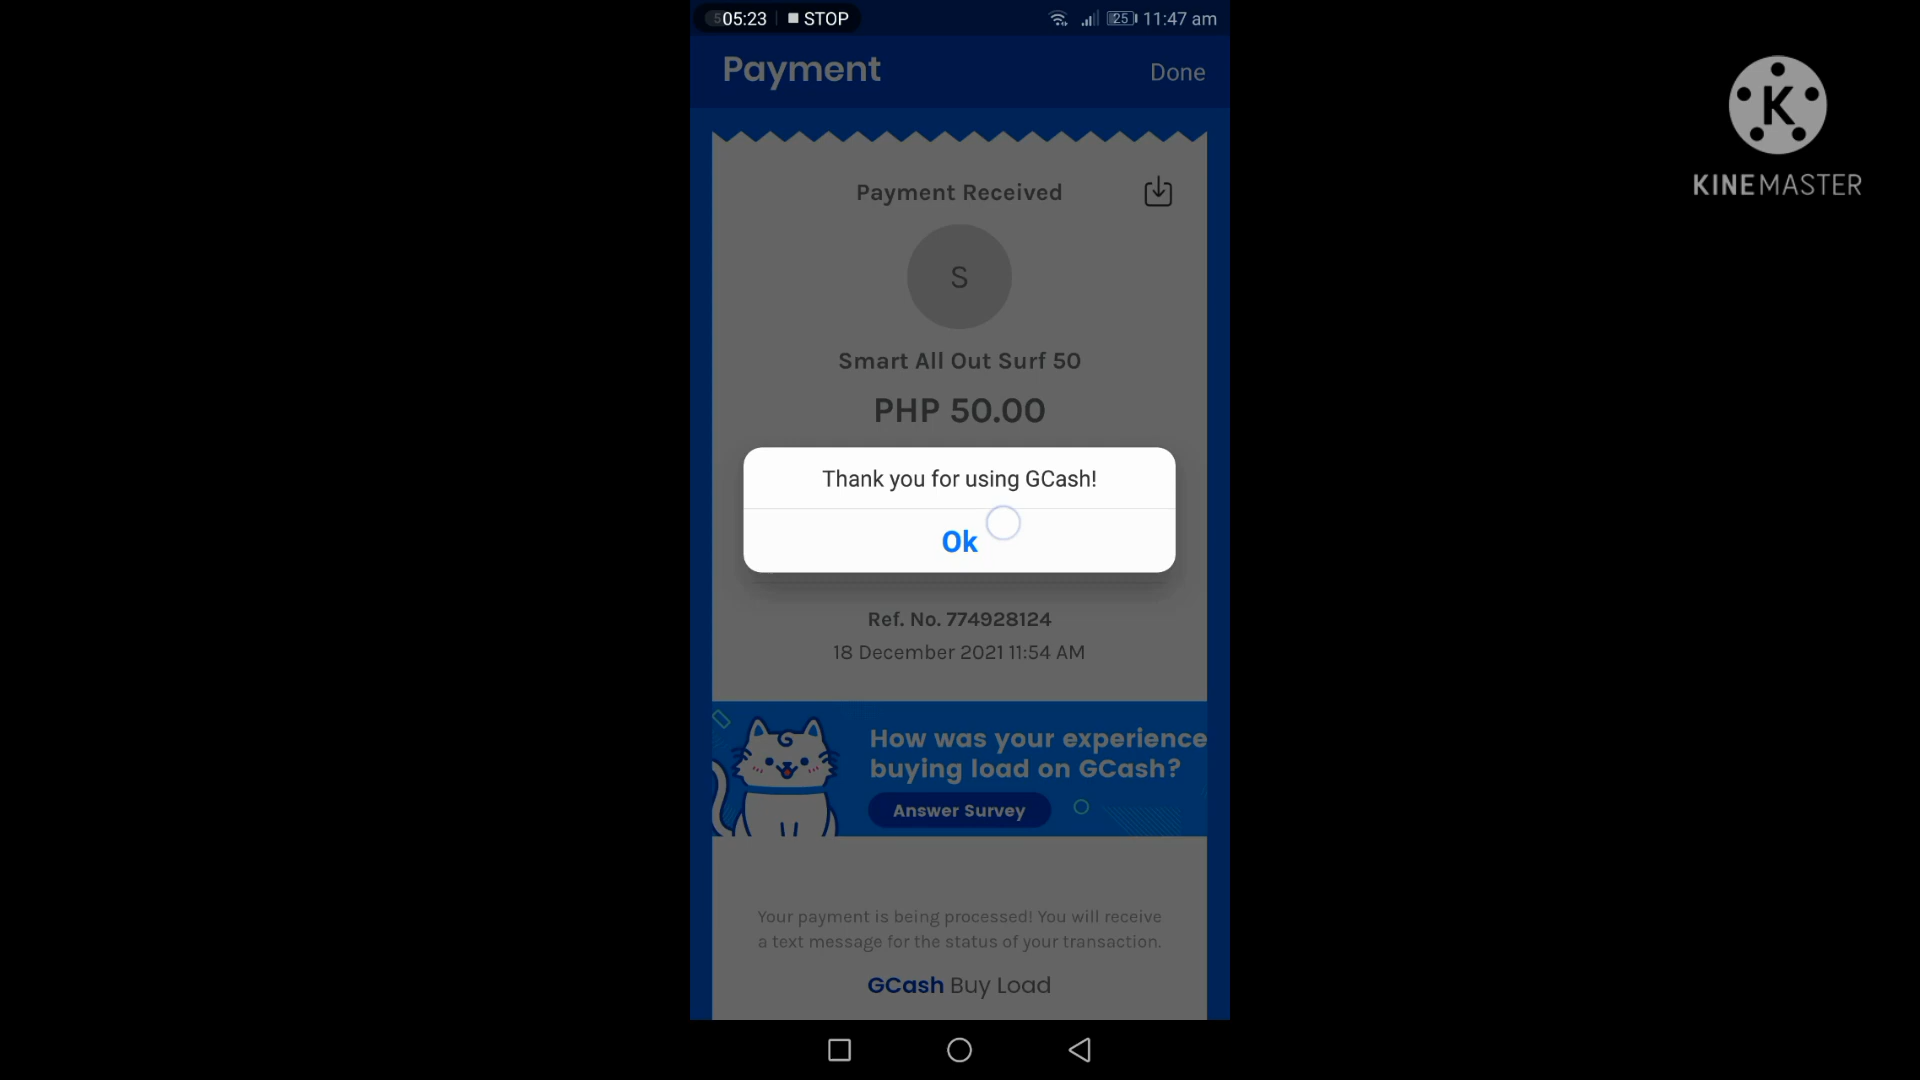 05:23 STOP 25 11:47 am
Payment Done
K
KINEMASTER
Payment Received
S
Smart All Out Surf 50
PHP 50.00
Thank you for using GCash!
Ok
Ref. No. 774928124
18 December 2021 11:54 AM
How was your experience
buying load on GCash?
Answer Survey
Your payment is being processed! You will receive
a text message for the status of your transaction.
GCash Buy Load